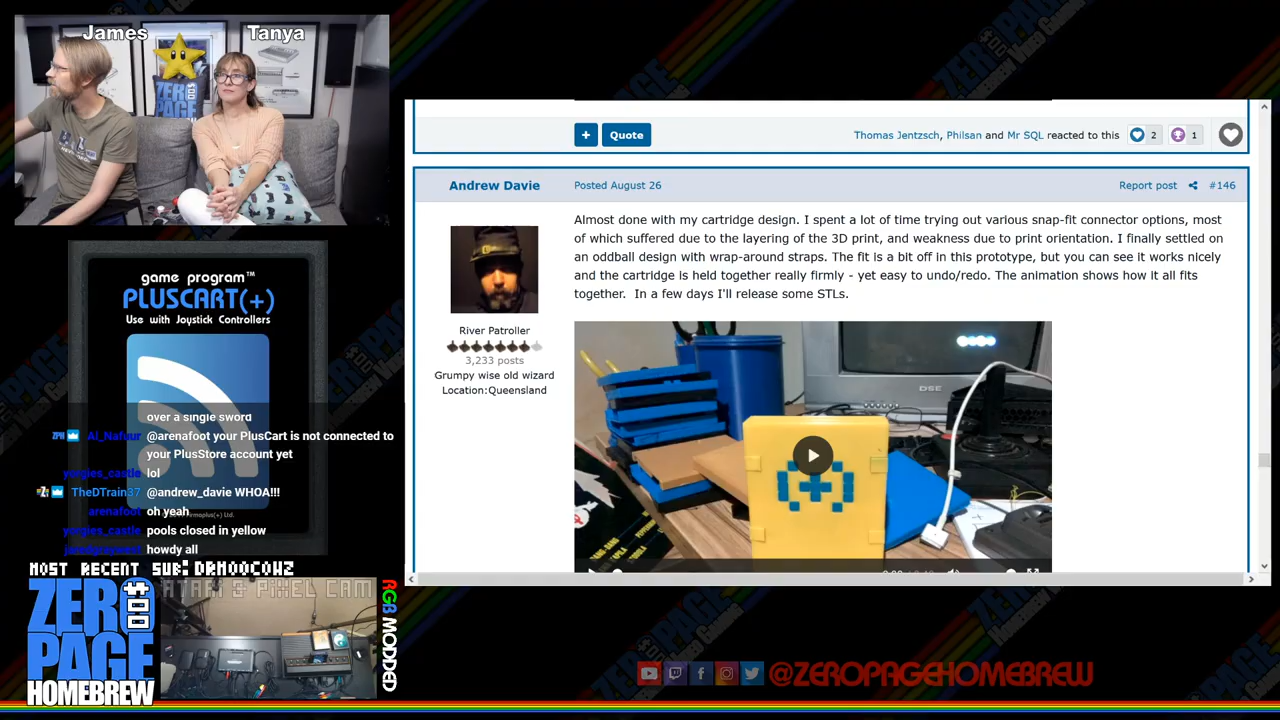 James
Tanya
ZERO
PAGE
game program™
PLUSCART(+)
Use with Joystick Controllers
over a single sword
Al_Nafuur @arenafoot your PlusCart is not connected to
your PlusStore account yet
yorgies_castle lol
TheDTrain37 @andrew_davie WHOA!!!
arenafoot oh yeah
yorgies_castle pools closed in yellow
howdy all
MOST RECENT SUB: DRMOOCOWZ
ATARI & PIXEL CAM
ZERO
PAGE
HOMEBREW
RGB MODDED
+ Quote
Thomas Jentzsch, Philsan and Mr SQL reacted to this 2 1
Andrew Davie
Posted August 26
Report post #146
River Patroller
3,233 posts
Grumpy wise old wizard
Location:Queensland
Almost done with my cartridge design. I spent a lot of time trying out various snap-fit connector options, most
of which suffered due to the layering of the 3D print, and weakness due to print orientation. I finally settled on
an oddball design with wrap-around straps. The fit is a bit off in this prototype, but you can see it works nicely
and the cartridge is held together really firmly - yet easy to undo/redo. The animation shows how it all fits
together. In a few days I'll release some STLs.
DSE
(+)
@ZEROPAGEHOMEBREW